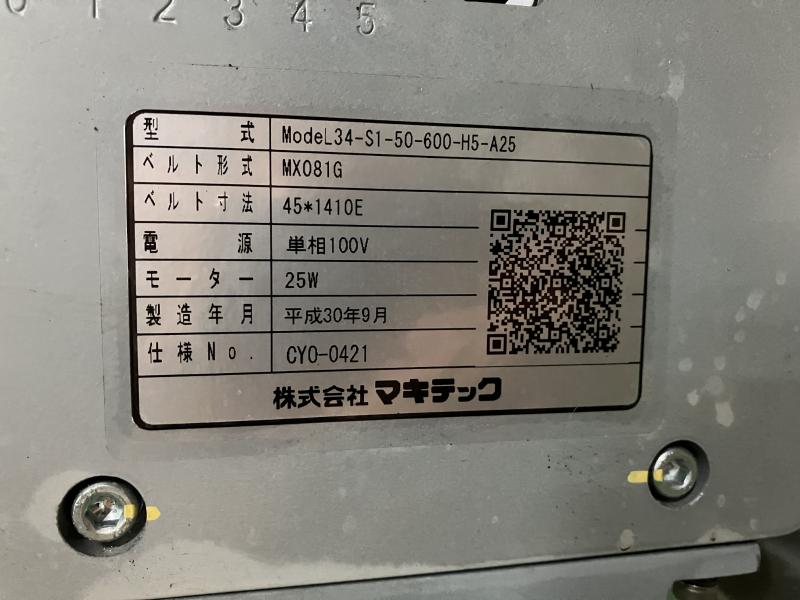 0 1 2 3 4 5
型 式 ModeL34-S1-50-600-H5-A25
ベルト形式 MX081G
ベルト寸法 45*1410E
電 源 単相100V
モーター 25W
製造年月 平成30年9月
仕様No. CYO-0421
株式会社マキテック